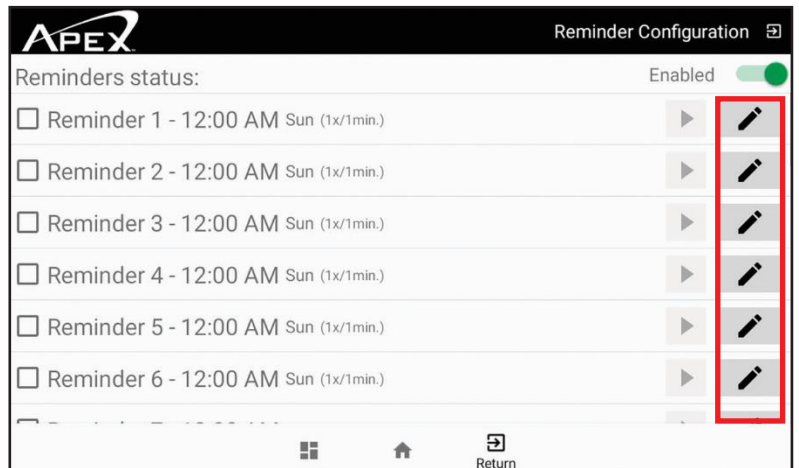 APEX
Reminder Configuration
Reminders status: Enabled
Reminder 1 - 12:00 AM Sun (1x/1min.)
Reminder 2 - 12:00 AM Sun (1x/1min.)
Reminder 3 - 12:00 AM Sun (1x/1min.)
Reminder 4 - 12:00 AM Sun (1x/1min.)
Reminder 5 - 12:00 AM Sun (1x/1min.)
Reminder 6 - 12:00 AM Sun (1x/1min.)
Return